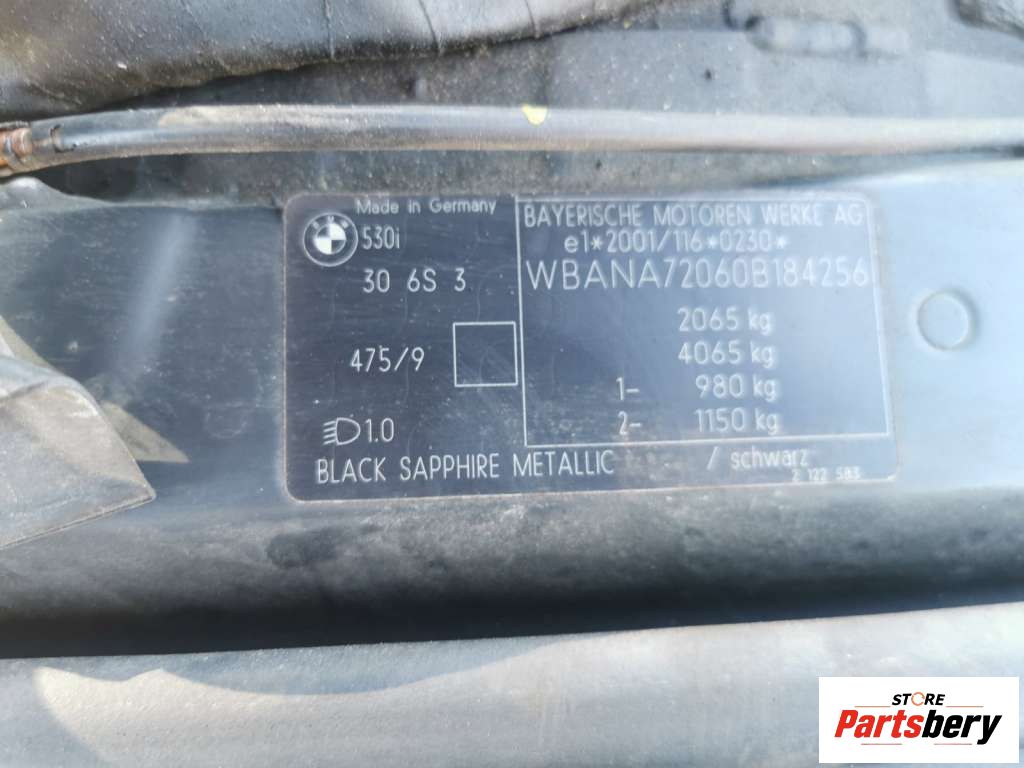 Made in Germany
530i
30 6S 3
475/9
1.0
BAYERISCHE MOTOREN WERKE AG
e1*2001/116*0230*
WBANA72060B184256
2065 kg
4065 kg
1- 980 kg
2- 1150 kg
BLACK SAPPHIRE METALLIC / schwarz
2 122 583
STORE
Partsbery